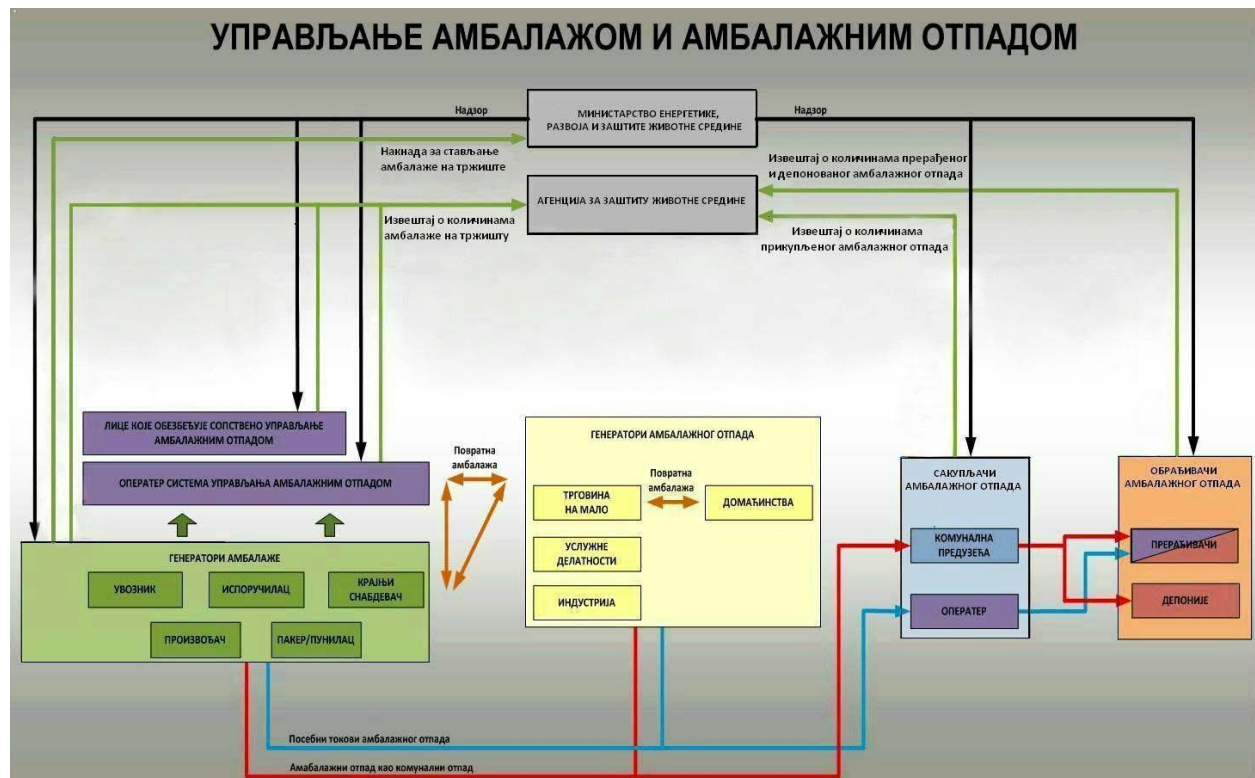 УПРАВЉАЊЕ АМБАЛАЖОМ И АМБАЛАЖНИМ ОТПАДОМ
Надзор
МИНИСТАРСТВО ЕНЕРГЕТИКЕ,
РАЗВОЈА И ЗАШТИТЕ ЖИВОТНЕ СРЕДИНЕ
Надзор
Накнада за стављање
амбалаже на тржиште
Извештај о количинама прерађеног
и депонованог амбалажног отпада
АГЕНЦИЈА ЗА ЗАШТИТУ ЖИВОТНЕ СРЕДИНЕ
Извештај о количинама
амбалаже на тржишту
Извештај о количинама
прикупљеног амбалажног отпада
ЛИЦЕ КОЈЕ ОБЕЗБЕЂУЈЕ СОПСТВЕНО УПРАВЉАЊЕ
АМБАЛАЖНИМ ОТПАДОМ
ОПЕРАТЕР СИСТЕМА УПРАВЉАЊА АМБАЛАЖНИМ ОТПАДОМ
Повратна
амбалажа
ГЕНЕРАТОРИ АМБАЛАЖЕ
УВОЗНИК
ИСПОРУЧИЛАЦ
КРАЈЊИ
СНАБДЕВАЧ
ПРОИЗВОЂАЧ
ПАКЕР/ПУНИЛАЦ
ГЕНЕРАТОРИ АМБАЛАЖНОГ ОТПАДА
ТРГОВИНА
НА МАЛО
Повратна
амбалажа
ДОМАЋИНСТВА
УСЛУЖНЕ
ДЕЛАТНОСТИ
ИНДУСТРИЈА
САКУПЉАЧИ
АМБАЛАЖНОГ ОТПАДА
КОМУНАЛНА
ПРЕДУЗЕЋА
ОПЕРАТЕР
ОБРАЂИВАЧИ
АМБАЛАЖНОГ ОТПАДА
ПРЕРАЂИВАЧИ
ДЕПОНИЈЕ
Посебни токови амбалажног отпада
Амабалажни отпад као комунални отпад